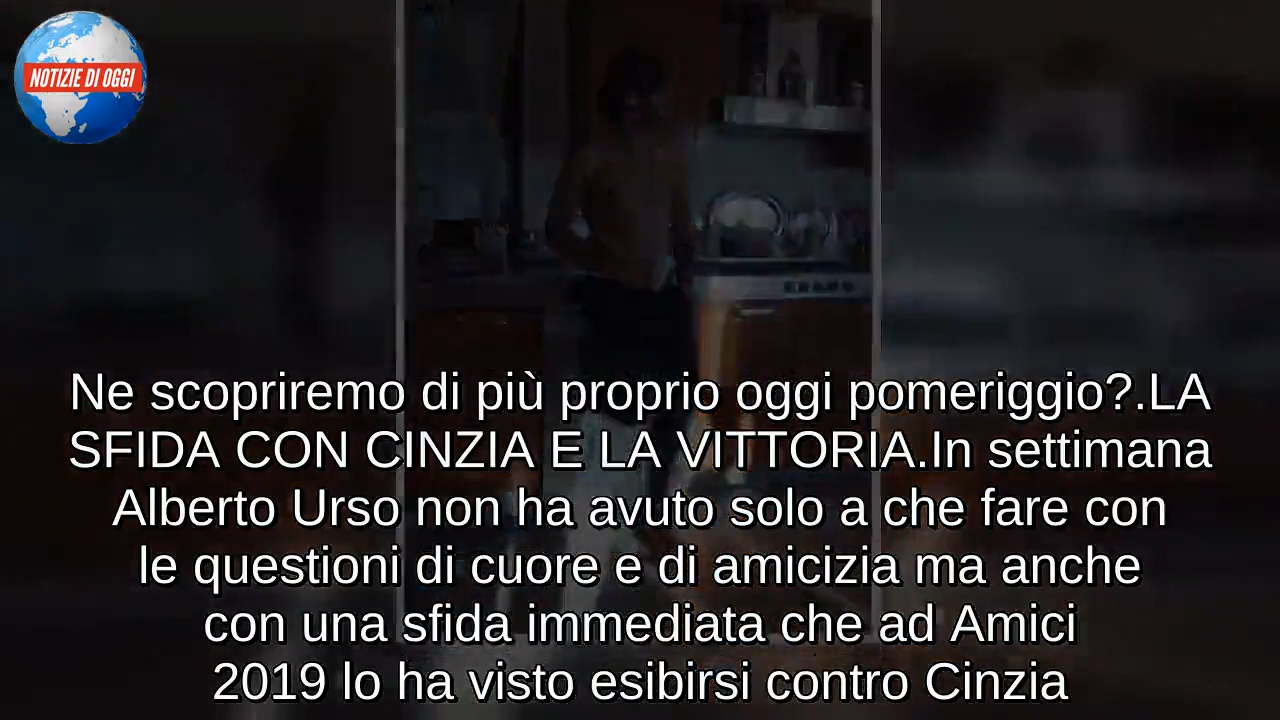 NOTIZIE DI OGGI
Ne scopriremo di più proprio oggi pomeriggio?.LA
SFIDA CON CINZIA E LA VITTORIA.In settimana
Alberto Urso non ha avuto solo a che fare con
le questioni di cuore e di amicizia ma anche
con una sfida immediata che ad Amici
2019 lo ha visto esibirsi contro Cinzia